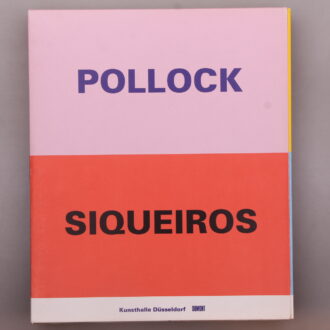 POLLOCK
SIQUEIROS
Kunsthalle Düsseldorf DUMONT